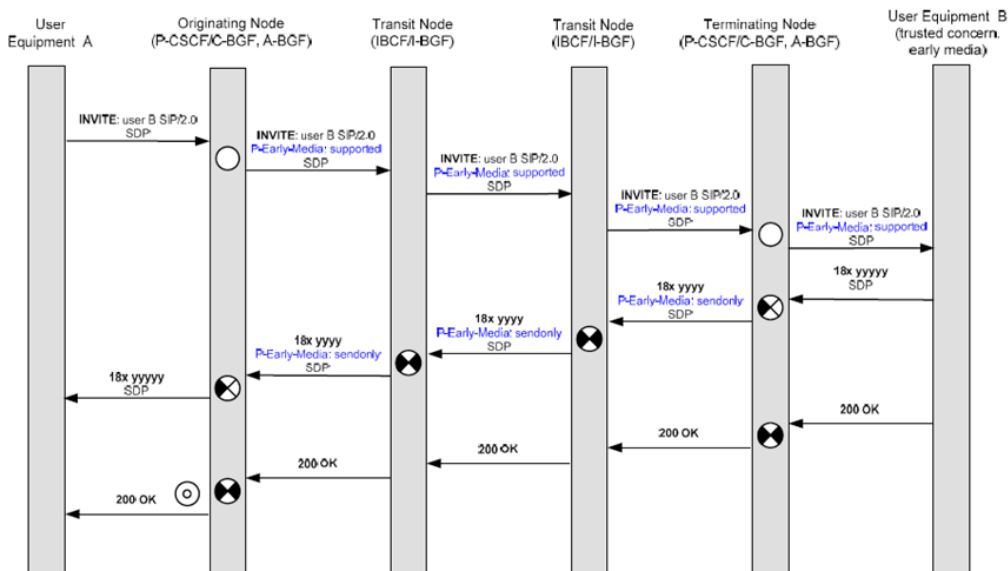 User
Equipment A
Originating Node
(P-CSCF/C-BGF, A-BGF)
Transit Node
(IBCF/I-BGF)
Transit Node
(IBCF/I-BGF)
Terminating Node
(P-CSCF/C-BGF, A-BGF)
User Equipment B
(trusted concern.
early media)
INVITE: user B SIP/2.0
SDP
INVITE: user B SIP/2.0
P-Early-Media: supported
SDP
INVITE: user B SIP/2.0
P-Early-Media: supported
SDP
INVITE: user B SIP/2.0
P-Early-Media: supported
SDP
INVITE: user B SIP/2.0
P-Early-Media: supported
SDP
18x yyyyy
SDP
18x yyyy
P-Early-Media: sendonly
SDP
18x yyyy
P-Early-Media: sendonly
SDP
18x yyyy
P-Early-Media: sendonly
SDP
18x yyyyy
SDP
200 OK
200 OK
200 OK
200 OK
200 OK